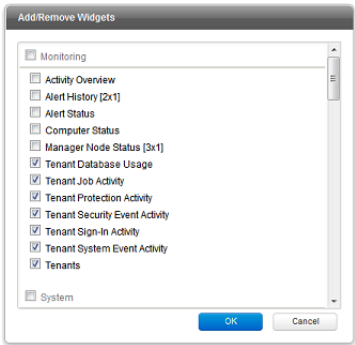 Add/Remove Widgets
Monitoring
Activity Overview
Alert History [2x1]
Alert Status
Computer Status
Manager Node Status [3x1]
Tenant Database Usage
Tenant Job Activity
Tenant Protection Activity
Tenant Security Event Activity
Tenant Sign-In Activity
Tenant System Event Activity
Tenants
System
OK Cancel